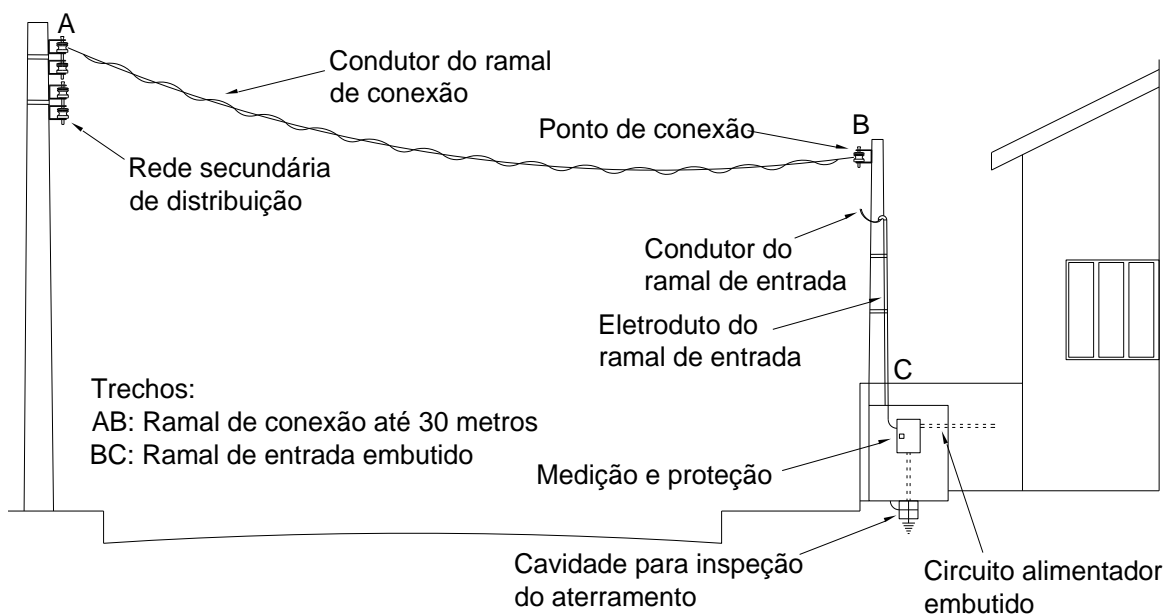 A
Condutor do ramal
de conexão
Ponto de conexão
B
Rede secundária
de distribuição
Condutor do
ramal de entrada
Eletroduto do
ramal de entrada
C
Trechos:
AB: Ramal de conexão até 30 metros
BC: Ramal de entrada embutido
Medição e proteção
Cavidade para inspeção
do aterramento
Circuito alimentador
embutido